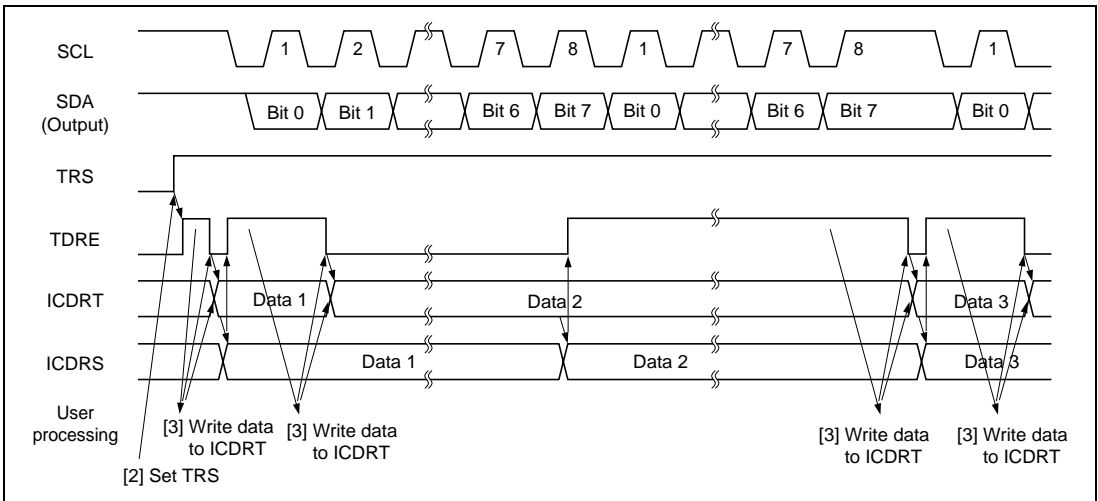 SCL 1 2 7 8 1 7 8 1
SDA
(Output)
Bit 0 Bit 1 Bit 6 Bit 7 Bit 0 Bit 6 Bit 7 Bit 0
TRS
TDRE
ICDRT Data 1 Data 2 Data 3
ICDRS Data 1 Data 2 Data 3
User
processing
[3] Write data
to ICDRT
[3] Write data
to ICDRT
[3] Write data
to ICDRT
[3] Write data
to ICDRT
[2] Set TRS